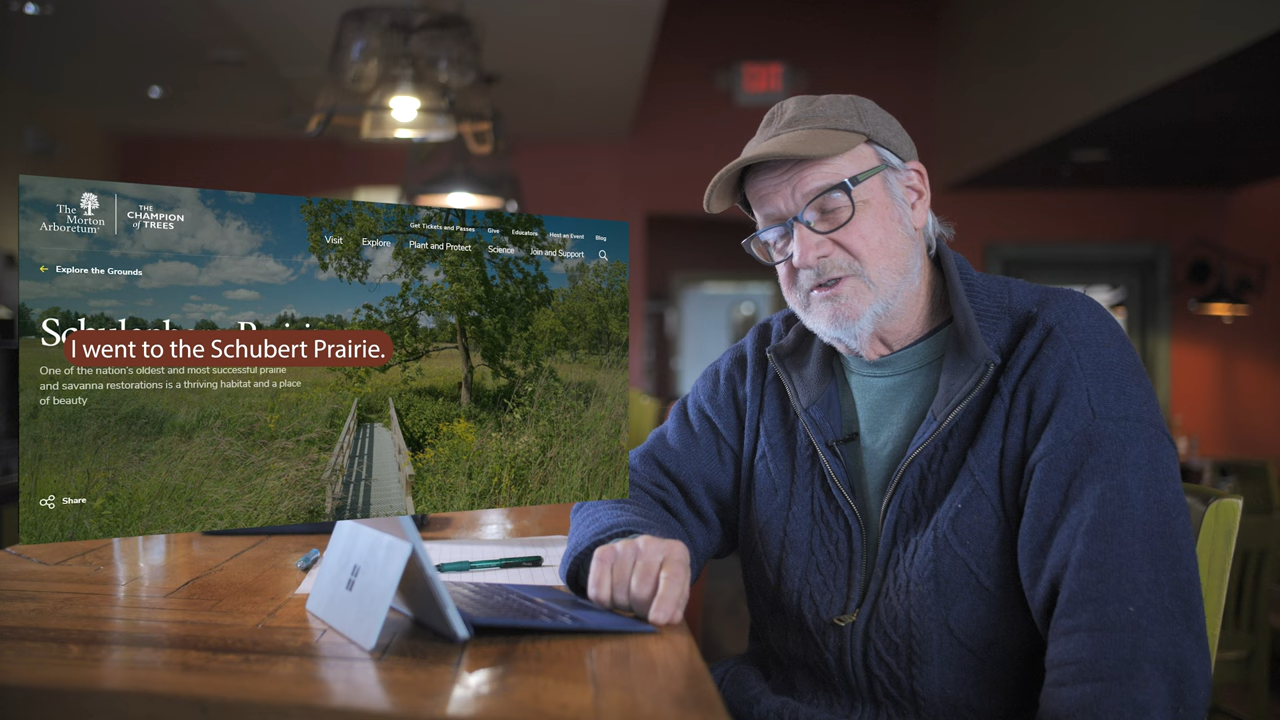 EXIT
The
Morton
Arboretum
THE
CHAMPION
of TREES
Get Tickets and Passes
Give
Educators
Host an Event
Blog
Visit
Explore
Plant and Protect
Science
Join and Support
Explore the Grounds
I went to the Schubert Prairie.
One of the nation's oldest and most successful prairie
and savanna restorations is a thriving habitat and a place
of beauty
Share